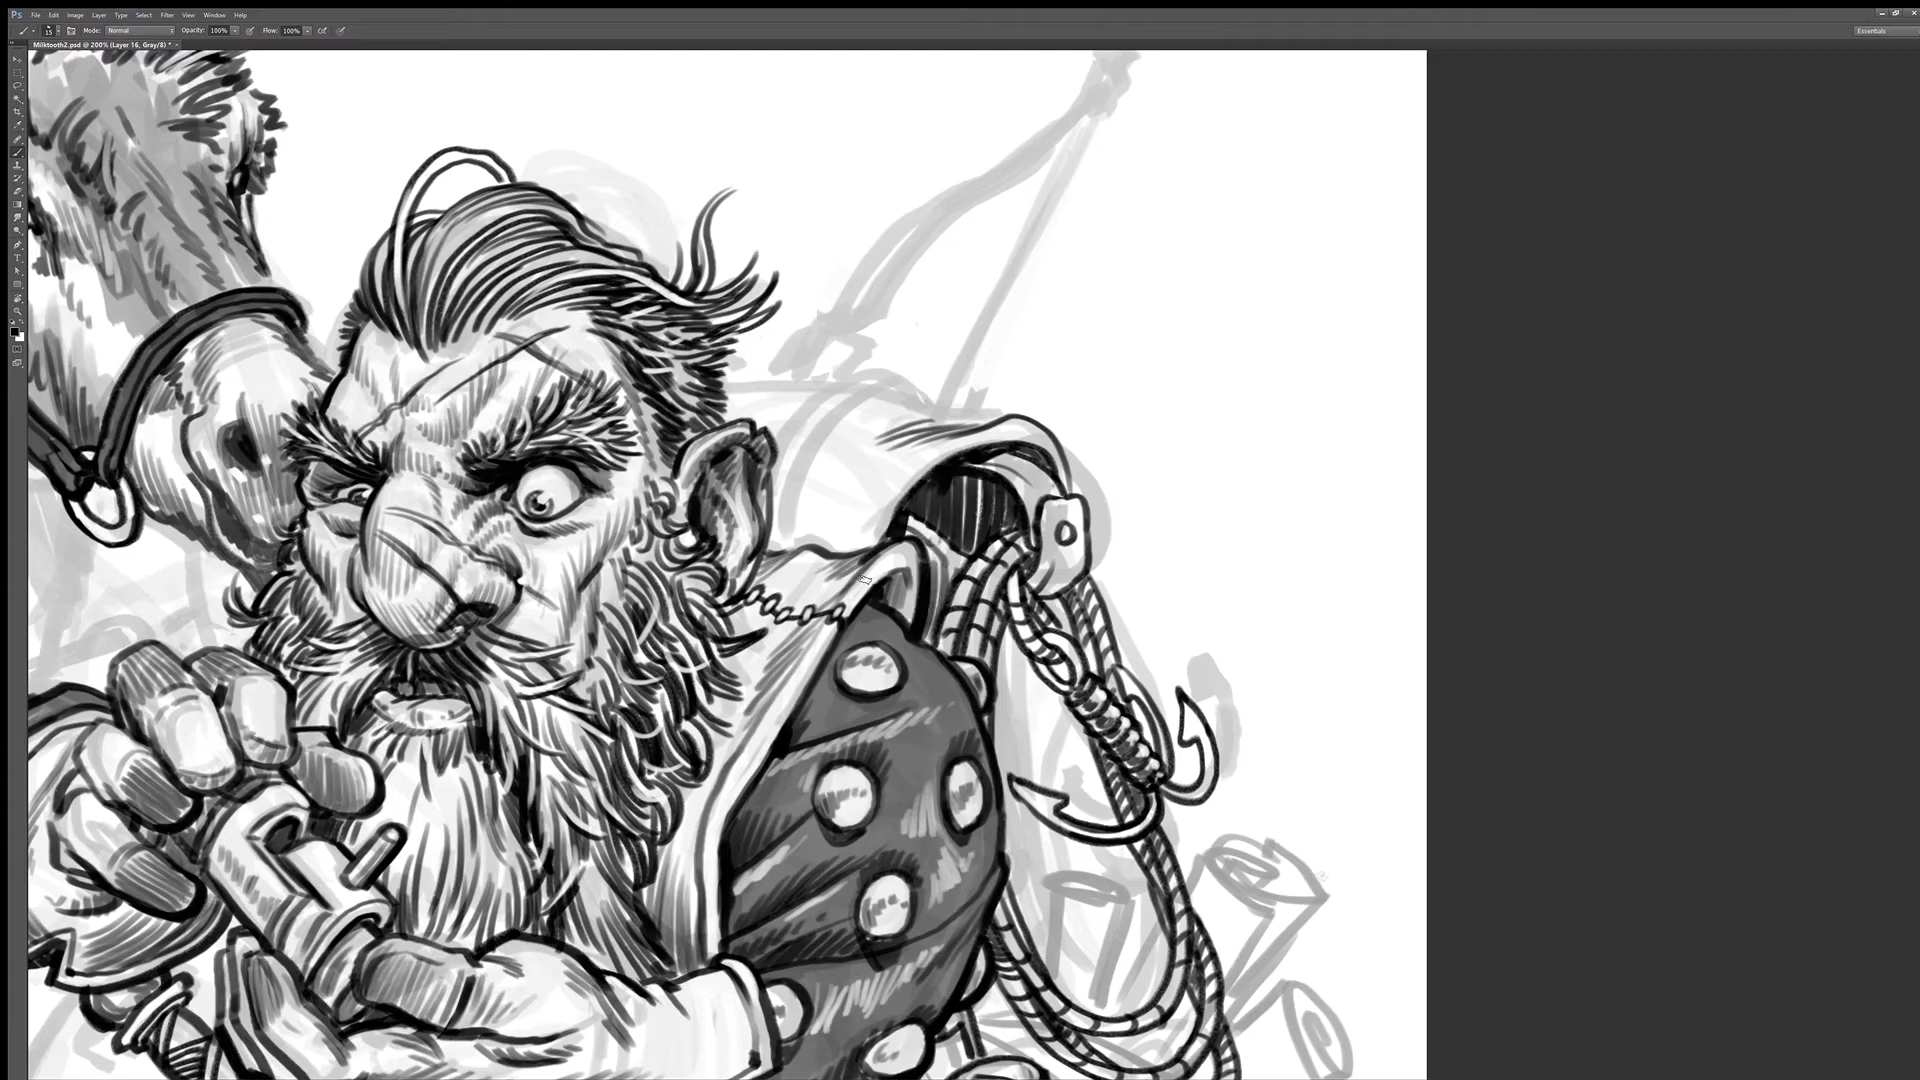 Ps File Edit Image Layer Type Select Filter View Window Help
15 Mode: Normal Opacity: 100% Flow: 100% Essentials
Milktooth2.psd @ 200% (Layer 16, Gray/8) *